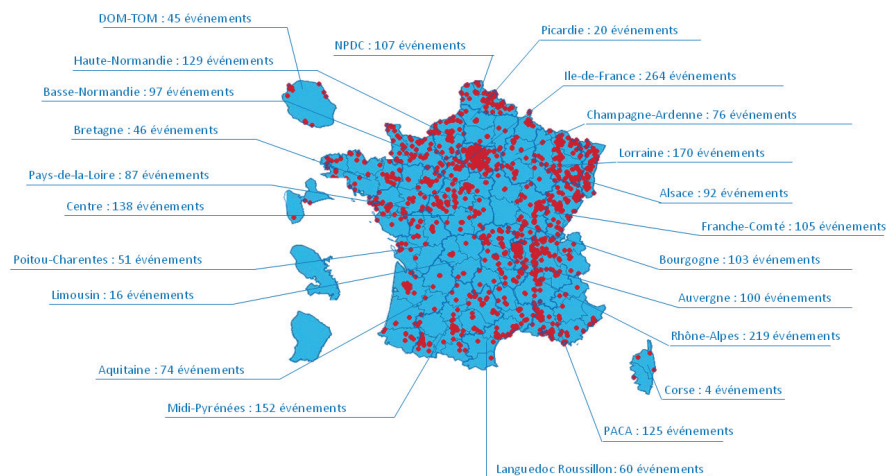 DOM-TOM : 45 événements
Picardie : 20 événements
NPDC : 107 événements
Haute-Normandie : 129 événements
Ile-de-France : 264 événements
Basse-Normandie : 97 événements
Champagne-Ardenne : 76 événements
Bretagne : 46 événements
Lorraine : 170 événements
Pays-de-la-Loire : 87 événements
Alsace : 92 événements
Centre : 138 événements
Franche-Comté : 105 événements
Poitou-Charentes : 51 événements
Bourgogne : 103 événements
Limousin : 16 événements
Auvergne : 100 événements
Rhône-Alpes : 219 événements
Aquitaine : 74 événements
Corse : 4 événements
Midi-Pyrénées : 152 événements
PACA : 125 événements
Languedoc Roussillon: 60 événements